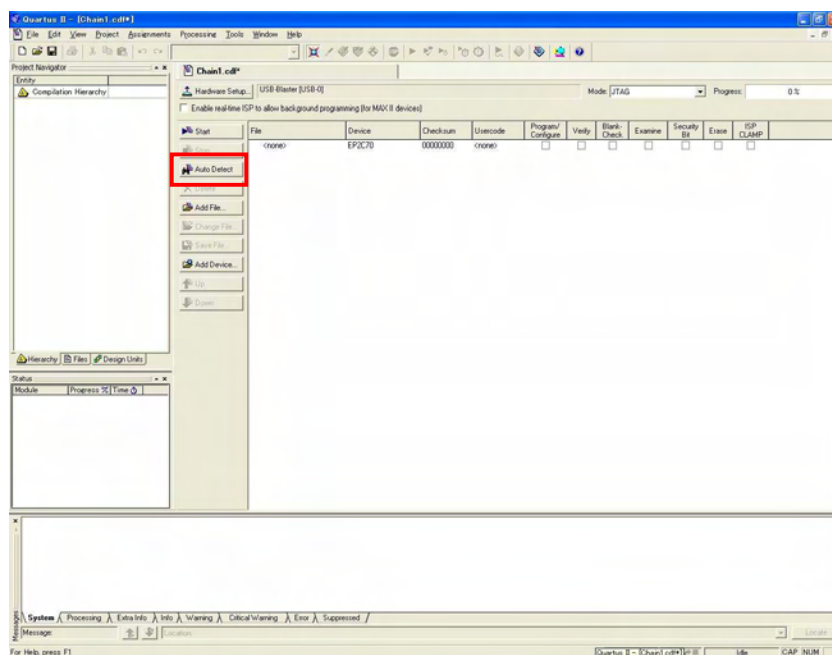 Quartus II - [Chain1.cdf*]
File Edit View Project Assignments Processing Tools Window Help
Project Navigator
Entity
Compilation Hierarchy
Hierarchy Files Design Units
Status
Module Progress % Time
Chain1.cdf*
Hardware Setup... USB-Blaster [USB-0] Mode: JTAG Progress: 0 %
Enable real-time ISP to allow background programming (for MAX II devices)
Start
Stop
Auto Detect
Delete
Add File...
Change File...
Save File...
Add Device...
Up
Down
File Device Checksum Usercode Program/Configure Verify Blank-Check Examine Security Bit Erase ISP CLAMP
<none> EP2C70 00000000 <none>
Messages
System Processing Extra Info Info Warning Critical Warning Error Suppressed
Message: Location: Locate
For Help, press F1 Quartus II - [Chain1.cdf*] Idle CAP NUM